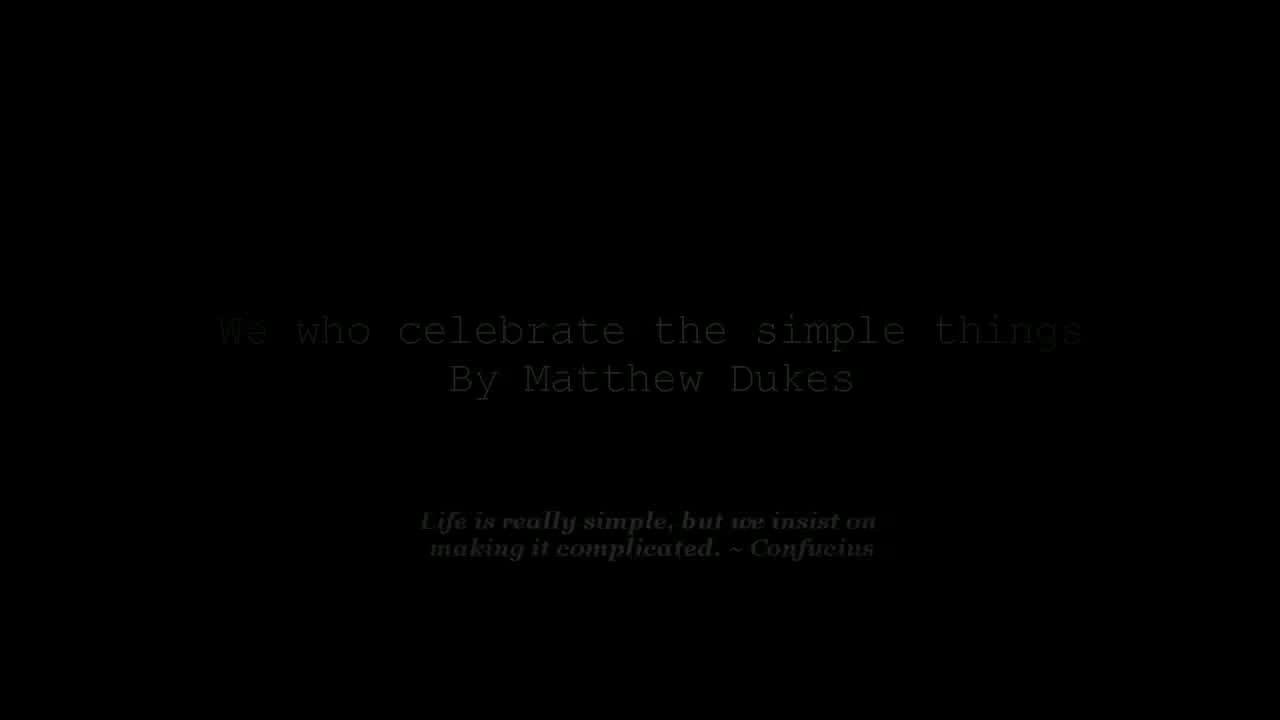 We who celebrate the simple things
By Matthew Dukes
Life is really simple, but we insist on
making it complicated. ~ Confucius